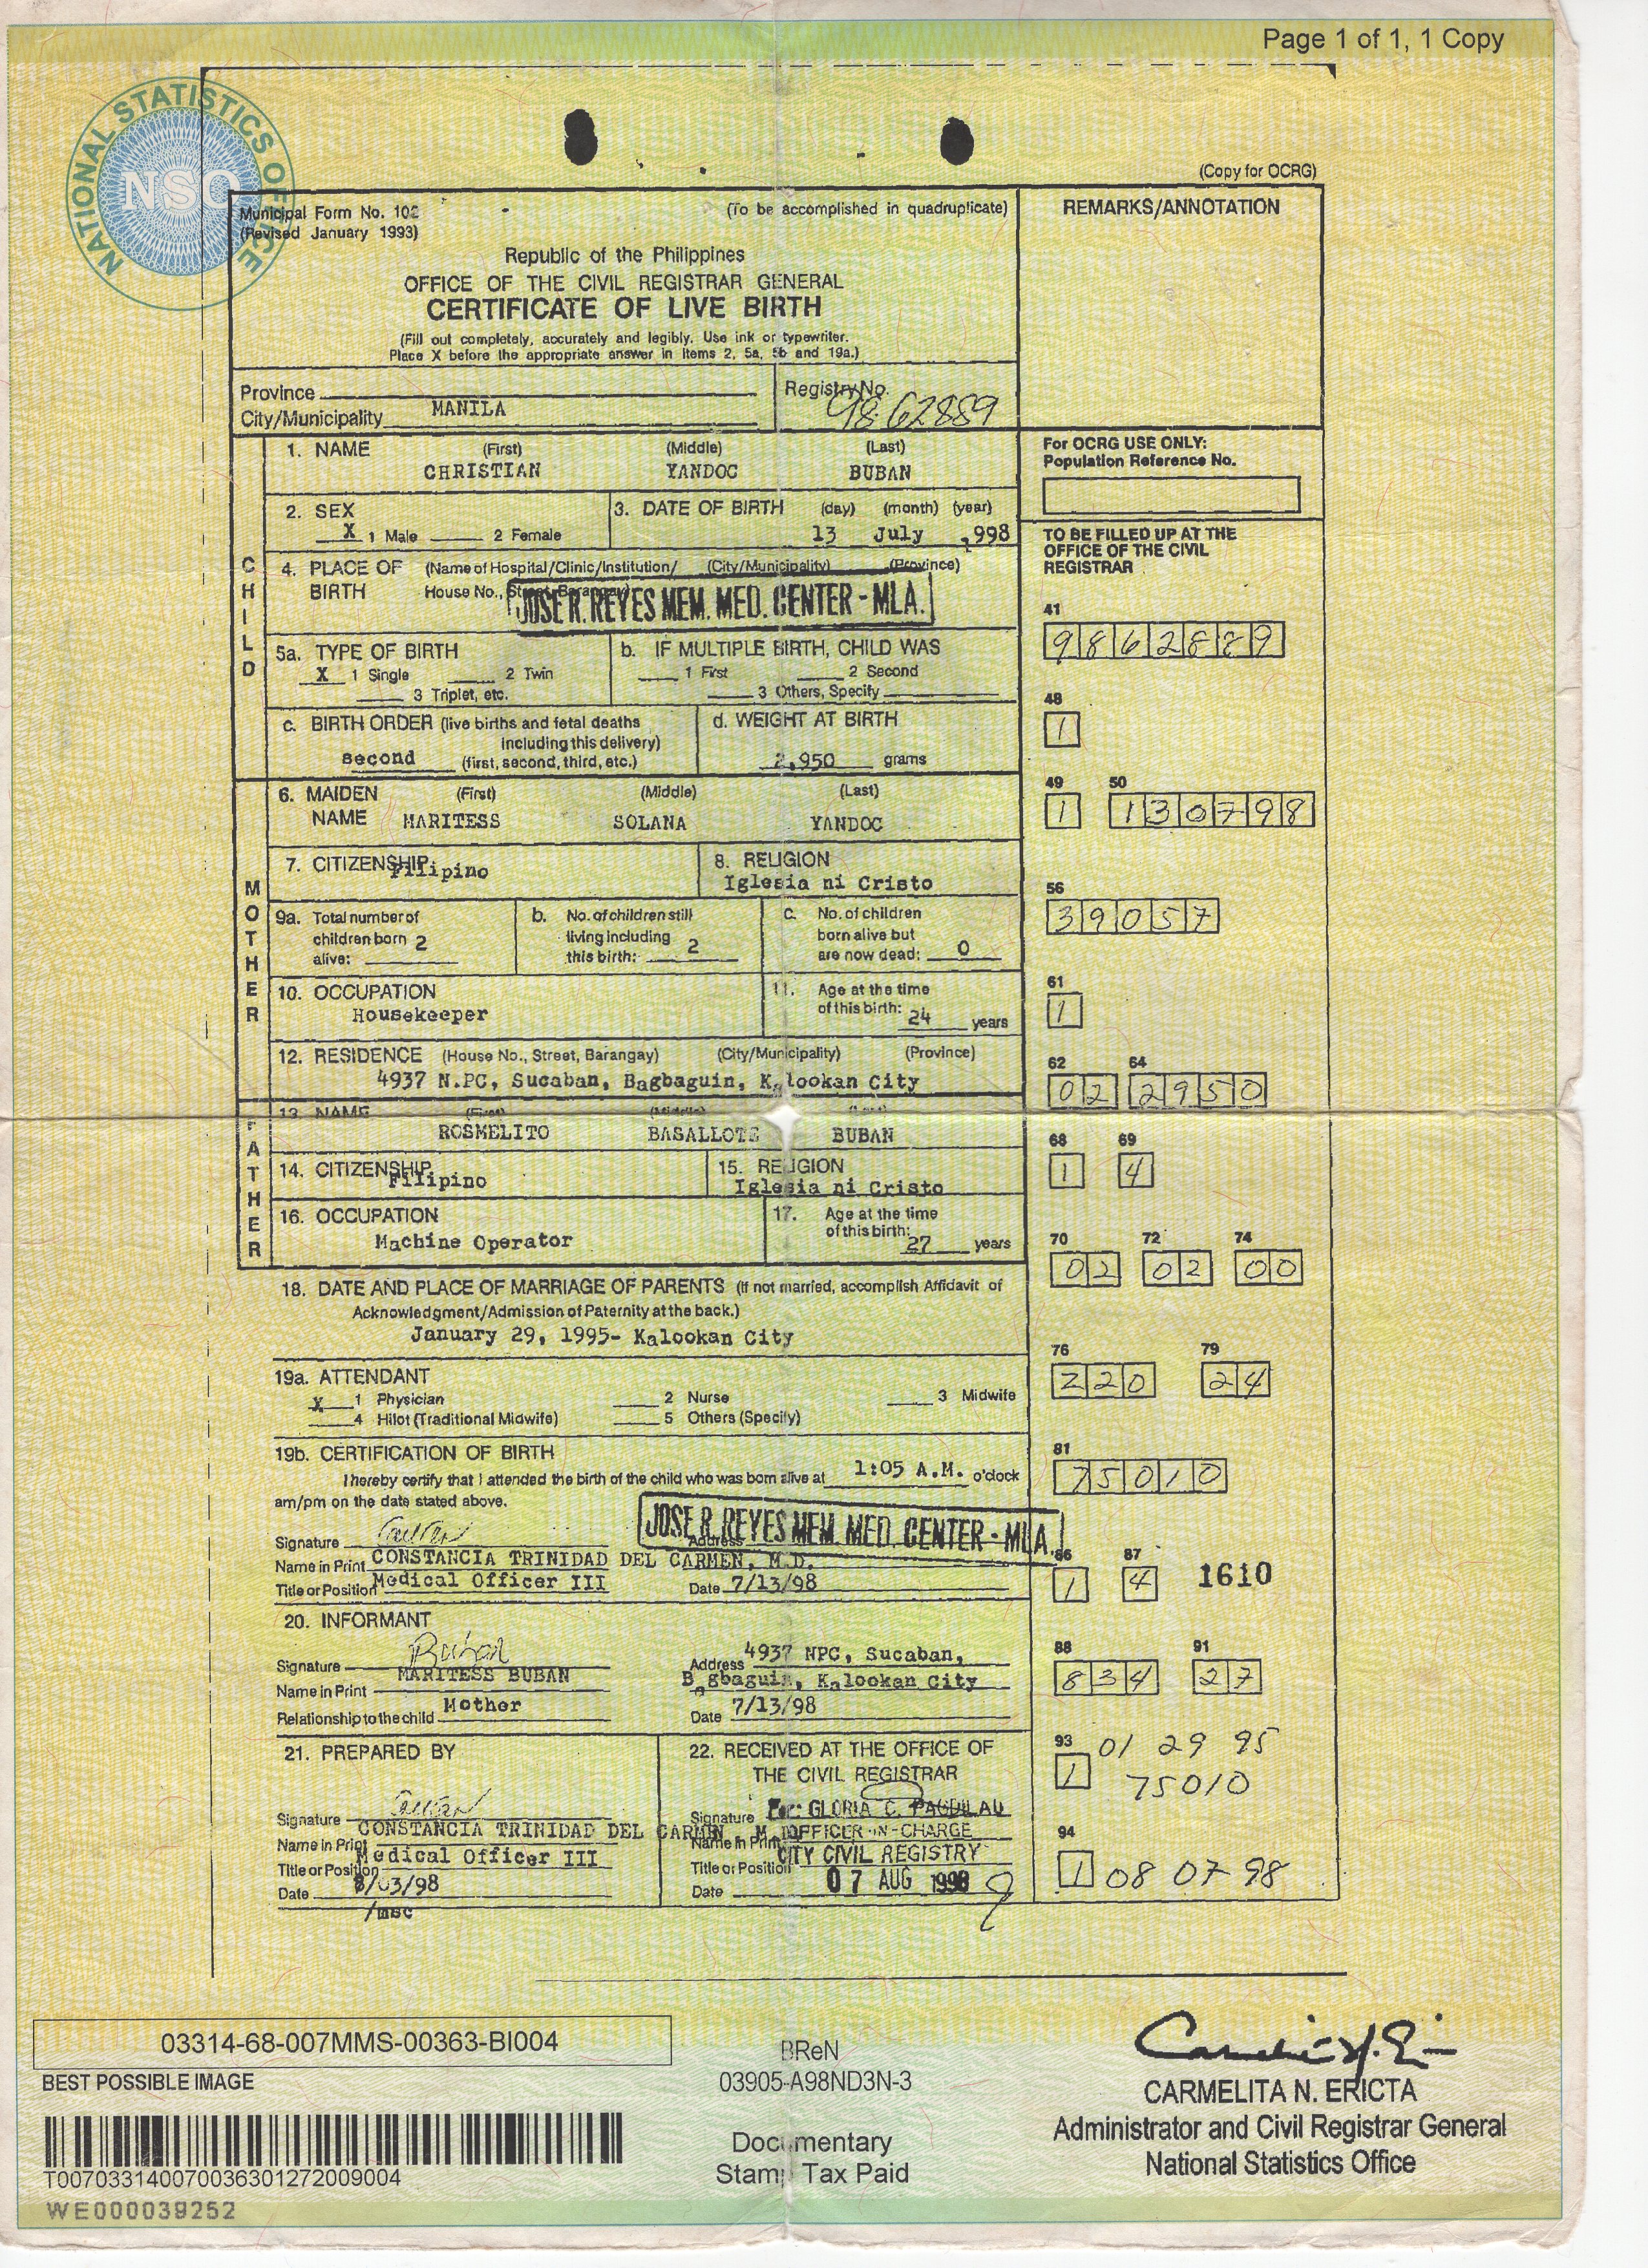 Page 1 of 1, 1 Copy
NATIONAL STATISTICS OFFICE
NSO
(Copy for OCRG)
Municipal Form No. 102
(To be accomplished in quadruplicate)
(Revised January 1993)
Republic of the Philippines
OFFICE OF THE CIVIL REGISTRAR GENERAL
CERTIFICATE OF LIVE BIRTH
(Fill out completely, accurately and legibly. Use ink or typewriter.
Place X before the appropriate answer in Items 2, 5a, 5b and 19a.)
REMARKS/ANNOTATION
Province
City/Municipality MANILA
Registry No. 98-62889
CHILD
1. NAME (First) (Middle) (Last)
CHRISTIAN YANDOC BUBAN
For OCRG USE ONLY:
Population Reference No.
2. SEX
X 1 Male 2 Female
3. DATE OF BIRTH (day) (month) (year)
13 July 998
TO BE FILLED UP AT THE
OFFICE OF THE CIVIL
REGISTRAR
4. PLACE OF BIRTH (Name of Hospital/Clinic/Institution/ (City/Municipality) (Province)
House No., Street, Barangay)
JOSE R. REYES MEM. MED. CENTER - MLA.
41
9862889
5a. TYPE OF BIRTH
X 1 Single 2 Twin
3 Triplet, etc.
b. IF MULTIPLE BIRTH, CHILD WAS
1 First 2 Second
3 Others, Specify
48
1
c. BIRTH ORDER (live births and fetal deaths
including this delivery)
second (first, second, third, etc.)
d. WEIGHT AT BIRTH
2,950 grams
MOTHER
6. MAIDEN NAME (First) (Middle) (Last)
MARITESS SOLANA YANDOC
49 50
1 130798
7. CITIZENSHIP
Filipino
8. RELIGION
Iglesia ni Cristo
56
39057
9a. Total number of
children born
alive: 2
b. No. of children still
living including
this birth: 2
c. No. of children
born alive but
are now dead: 0
10. OCCUPATION
Housekeeper
11. Age at the time
of this birth: 24 years
61
1
12. RESIDENCE (House No., Street, Barangay) (City/Municipality) (Province)
4937 N.PC, Sucaban, Bagbaguin, Kalookan City
62 64
02 2950
FATHER
13. NAME (First) (Middle) (Last)
ROSMELITO BASALLOTE BUBAN
68 69
1 4
14. CITIZENSHIP
Filipino
15. RELIGION
Iglesia ni Cristo
16. OCCUPATION
Machine Operator
17. Age at the time
of this birth: 27 years
70 72 74
02 02 00
18. DATE AND PLACE OF MARRIAGE OF PARENTS (If not married, accomplish Affidavit of
Acknowledgment/Admission of Paternity at the back.)
January 29, 1995- Kalookan City
76 79
220 24
19a. ATTENDANT
X 1 Physician 2 Nurse 3 Midwife
4 Hilot (Traditional Midwife) 5 Others (Specify)
19b. CERTIFICATION OF BIRTH
I hereby certify that I attended the birth of the child who was born alive at 1:05 A.M. o'clock
am/pm on the date stated above.
81
75010
JOSE R. REYES MEM. MED. CENTER - MLA.
Signature
Address
Name in Print CONSTANCIA TRINIDAD DEL CARMEN, M.D.
Title or Position Medical Officer III
Date 7/13/98
86 87
1 4 1610
20. INFORMANT
Signature Buban
Name in Print MARITESS BUBAN
Relationship to the child Mother
Address 4937 NPC, Sucaban,
Bagbaguin, Kalookan City
Date 7/13/98
88 91
834 27
21. PREPARED BY
Signature
Name in Print CONSTANCIA TRINIDAD DEL CARMEN M.D.
Title or Position Medical Officer III
Date 8/03/98
/msc
22. RECEIVED AT THE OFFICE OF
THE CIVIL REGISTRAR
Signature For: GLORIA C. PAGDILAO
Name in Print OFFICER-IN-CHARGE
Title or Position CITY CIVIL REGISTRY
Date 07 AUG 1998
93 01 29 95
1 75010
94
1 08 07 98
03314-68-007MMS-00363-BI004
BEST POSSIBLE IMAGE
T007033140070036301272009004
WE000039252
BReN
03905-A98ND3N-3
Documentary
Stamp Tax Paid
CARMELITA N. ERICTA
Administrator and Civil Registrar General
National Statistics Office